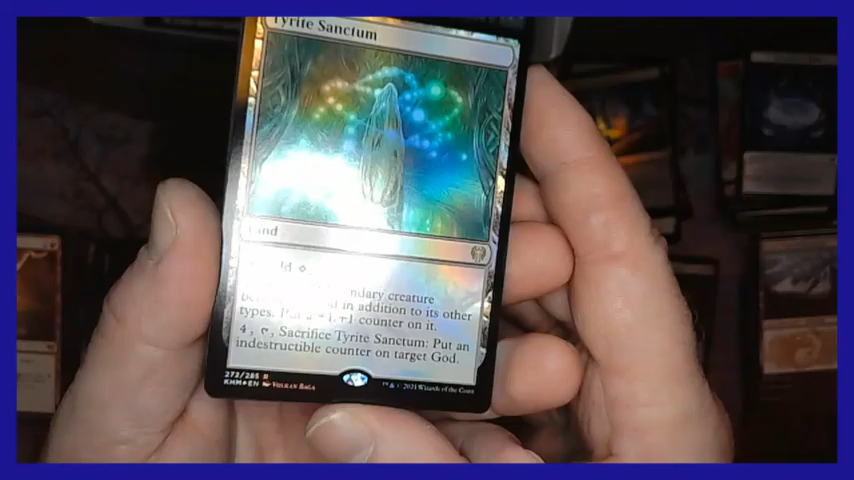 Tyrite Sanctum
Land
ndary creature
in addition to its other
types. Put a +1, +1 counter on it.
4, T, Sacrifice Tyrite Sanctum: Put an
indestructible counter on target God.
272/285 R
KHM EN VOLKAN BAGA
2021 Wizards of the Coast